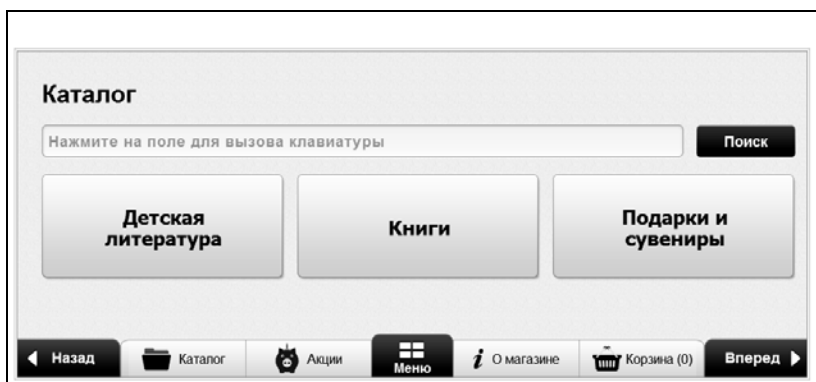 Каталог
Нажмите на поле для вызова клавиатуры
Поиск
Детская
литература
Книги
Подарки и
сувениры
Назад
Каталог
Акции
Меню
О магазине
Корзина (0)
Вперед